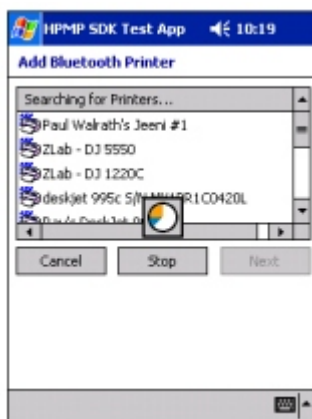 HPMP SDK Test App 10:19
Add Bluetooth Printer
Searching for Printers...
Paul Walrath's Jeeni #1
ZLab - DJ 5550
ZLab - DJ 1220C
deskjet 995c
Cancel Stop Next